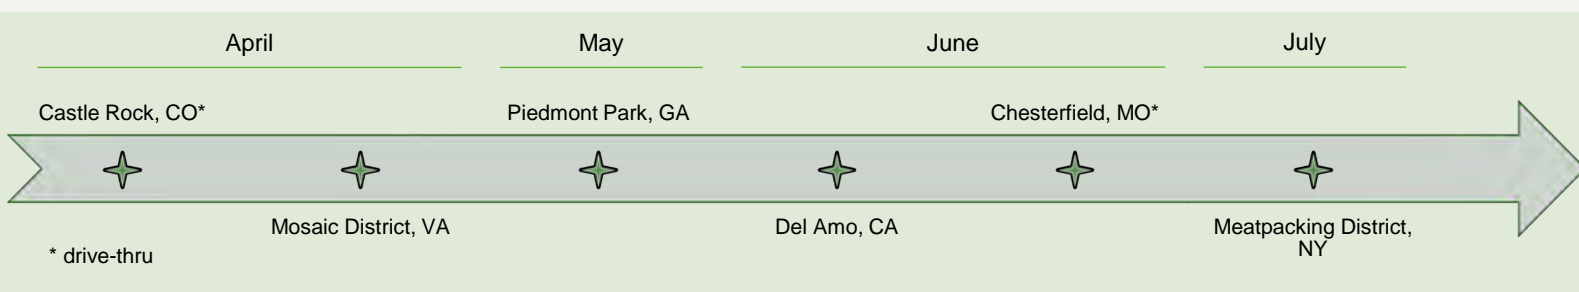 April
May
June
July
Castle Rock, CO*
Piedmont Park, GA
Chesterfield, MO*
Mosaic District, VA
Del Amo, CA
Meatpacking District,
NY
* drive-thru